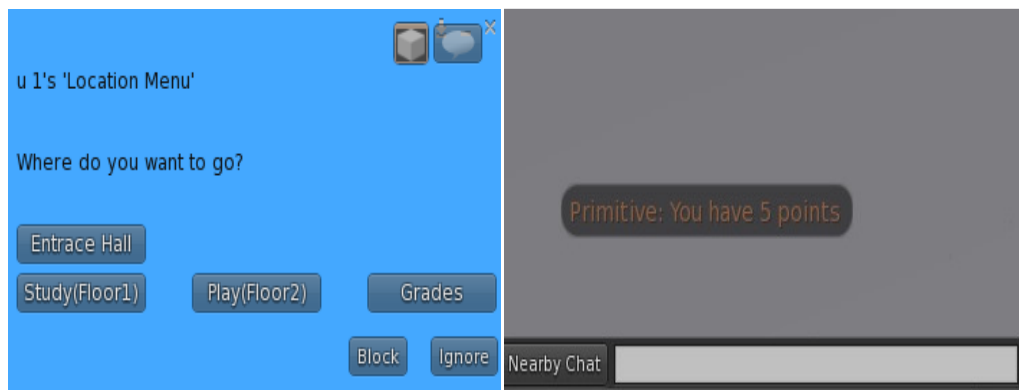 u 1's 'Location Menu'
Where do you want to go?
Entrace Hall
Study(Floor1)
Play(Floor2)
Grades
Block
Ignore
Primitive: You have 5 points
Nearby Chat